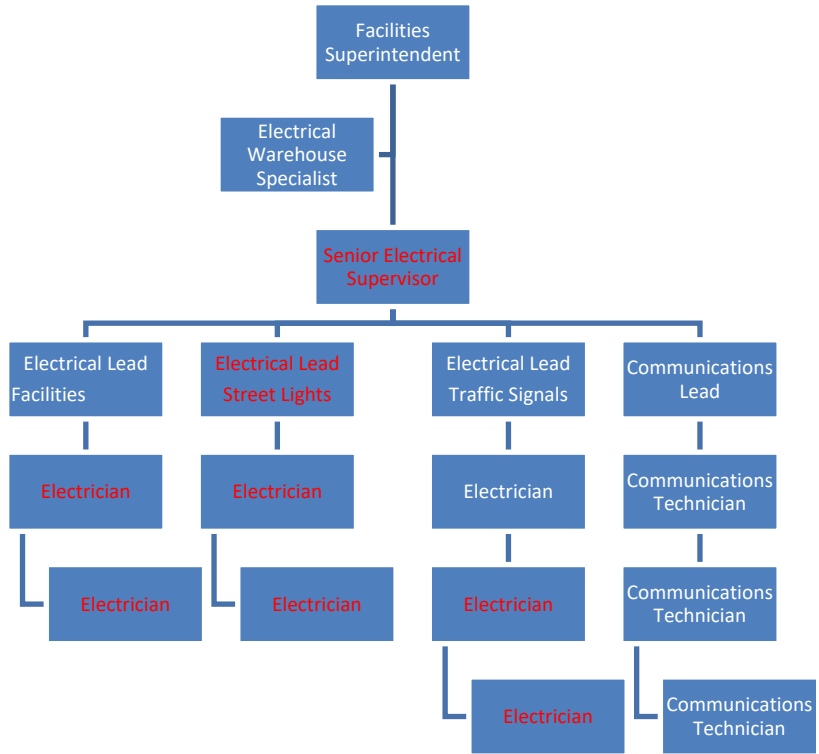 Facilities
Superintendent
Electrical
Warehouse
Specialist
Senior Electrical
Supervisor
Electrical Lead
Facilities
Electrical Lead
Street Lights
Electrical Lead
Traffic Signals
Communications
Lead
Electrician
Electrician
Electrician
Communications
Technician
Electrician
Electrician
Electrician
Communications
Technician
Electrician
Communications
Technician